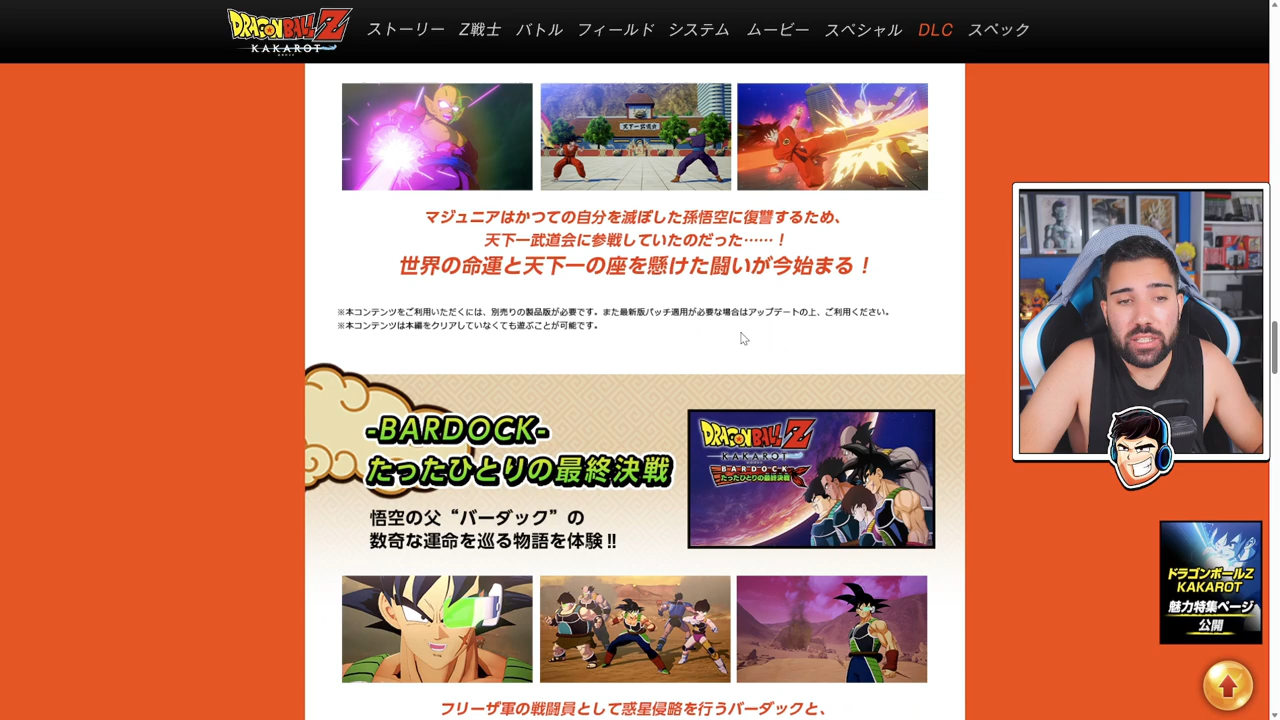 DRAGON BALL Z
KAKAROT
ストーリー Z戦士 バトル フィールド システム ムービー スペシャル DLC スペック
天下一武道会
マジュニアはかつての自分を滅ぼした孫悟空に復讐するため、
天下一武道会に参戦していたのだった……！
世界の命運と天下一の座を懸けた闘いが今始まる！
※本コンテンツをご利用いただくには、別売りの製品版が必要です。また最新版パッチ適用が必要な場合はアップデートの上、ご利用ください。
※本コンテンツは本編をクリアしていなくても遊ぶことが可能です。
-BARDOCK-
たったひとりの最終決戦
悟空の父“バーダック”の
数奇な運命を巡る物語を体験!!
DRAGON BALL Z
KAKAROT
BARDOCK
たったひとりの最終決戦
ドラゴンボールZ
KAKAROT
魅力特集ページ
公開
フリーザ軍の戦闘員として惑星侵略を行うバーダックと、